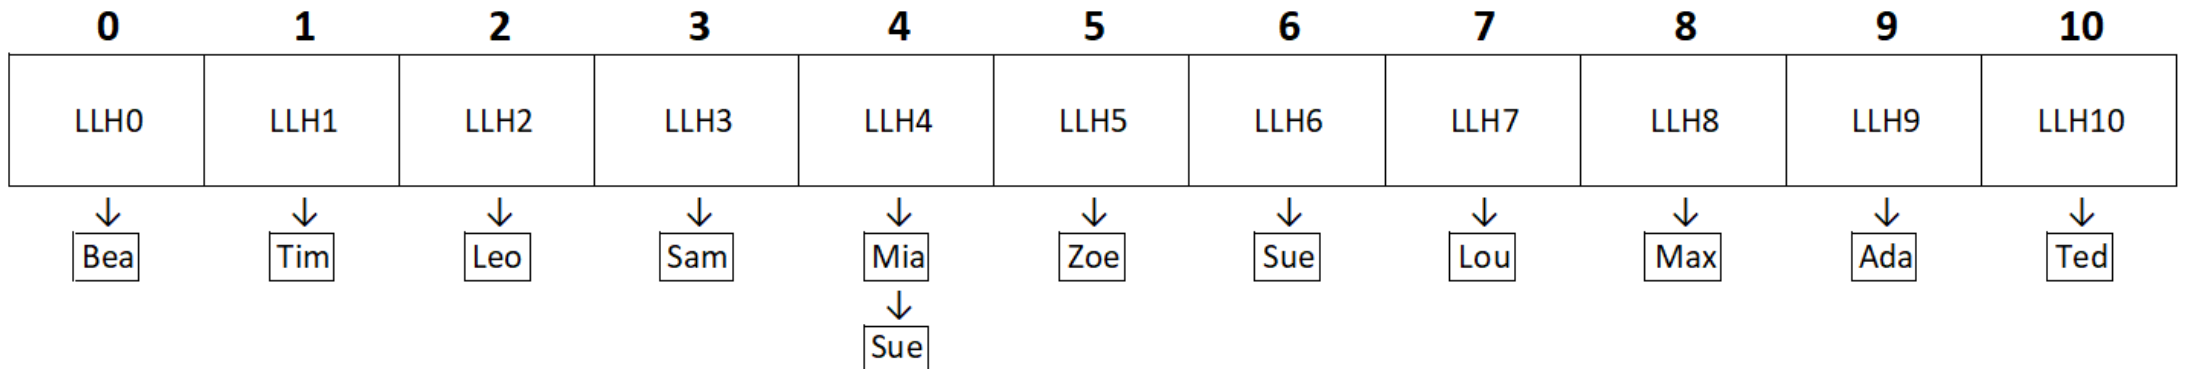 0 1 2 3 4 5 6 7 8 9 10
LLH0 LLH1 LLH2 LLH3 LLH4 LLH5 LLH6 LLH7 LLH8 LLH9 LLH10
↓ ↓ ↓ ↓ ↓ ↓ ↓ ↓ ↓ ↓ ↓
Bea Tim Leo Sam Mia Zoe Sue Lou Max Ada Ted
↓
Sue